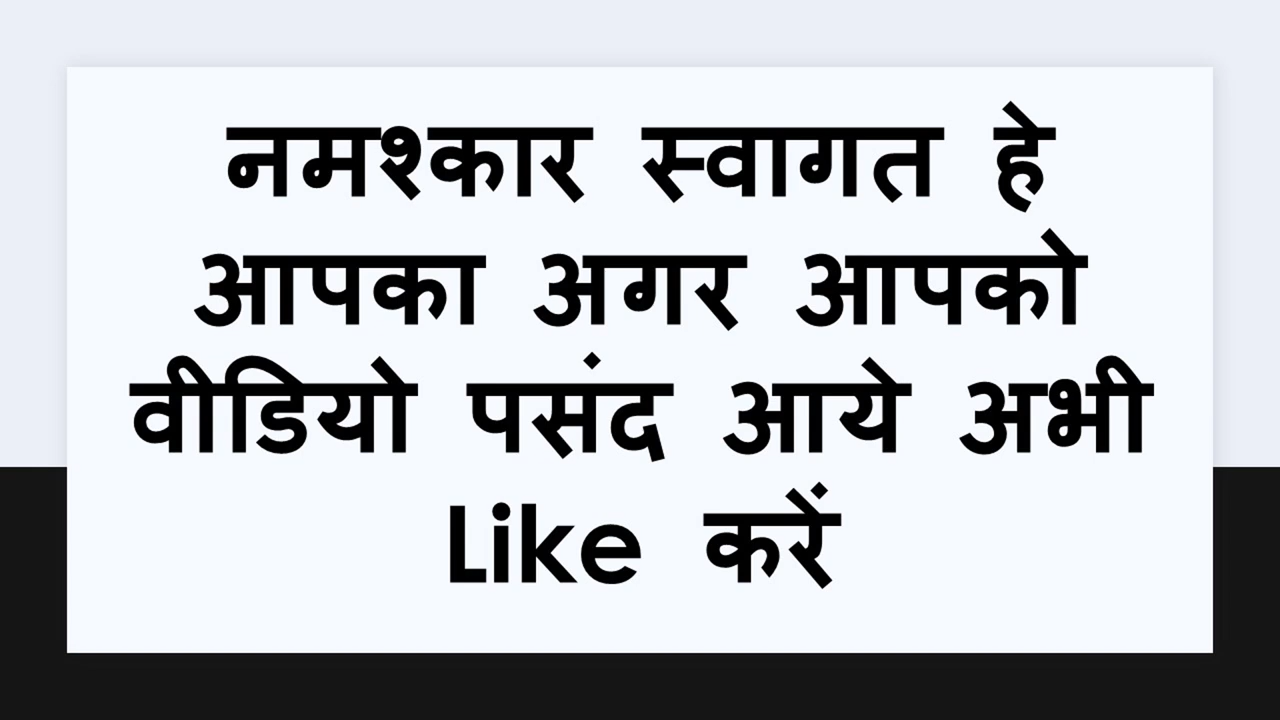 नमश्कार स्वागत हे
आपका अगर आपको
वीडियो पसंद आये अभी
Like करें